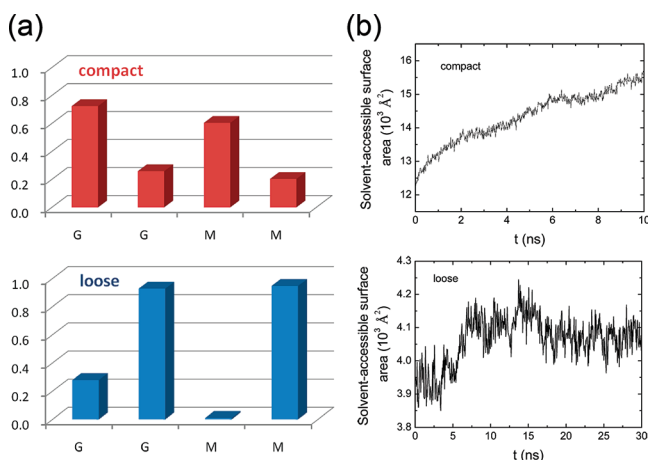 (a)
compact
1.0
0.8
0.6
0.4
0.2
0.0
G G M M
loose
1.0
0.8
0.6
0.4
0.2
0.0
G G M M
(b)
Solvent-accessible surface
area (10³ Å²)
compact
16
15
14
13
12
0 2 4 6 8 10
t (ns)
Solvent-accessible surface
area (10³ Å²)
loose
4.3
4.2
4.1
4.0
3.9
3.8
0 5 10 15 20 25 30
t (ns)